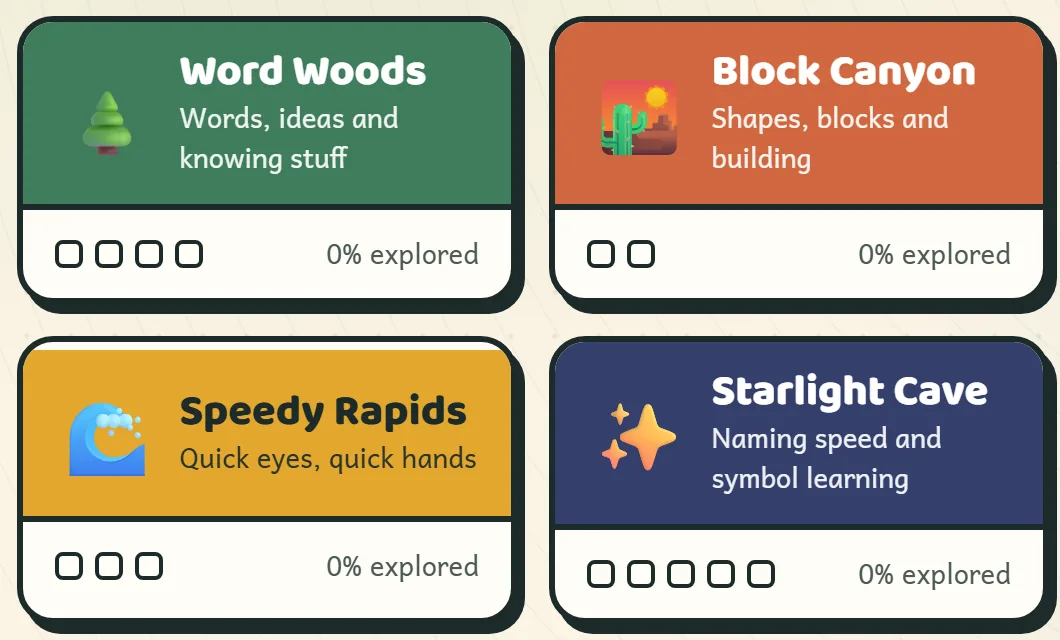 Word Woods
Words, ideas and
knowing stuff
0% explored
Block Canyon
Shapes, blocks and
building
0% explored
Speedy Rapids
Quick eyes, quick hands
0% explored
Starlight Cave
Naming speed and
symbol learning
0% explored